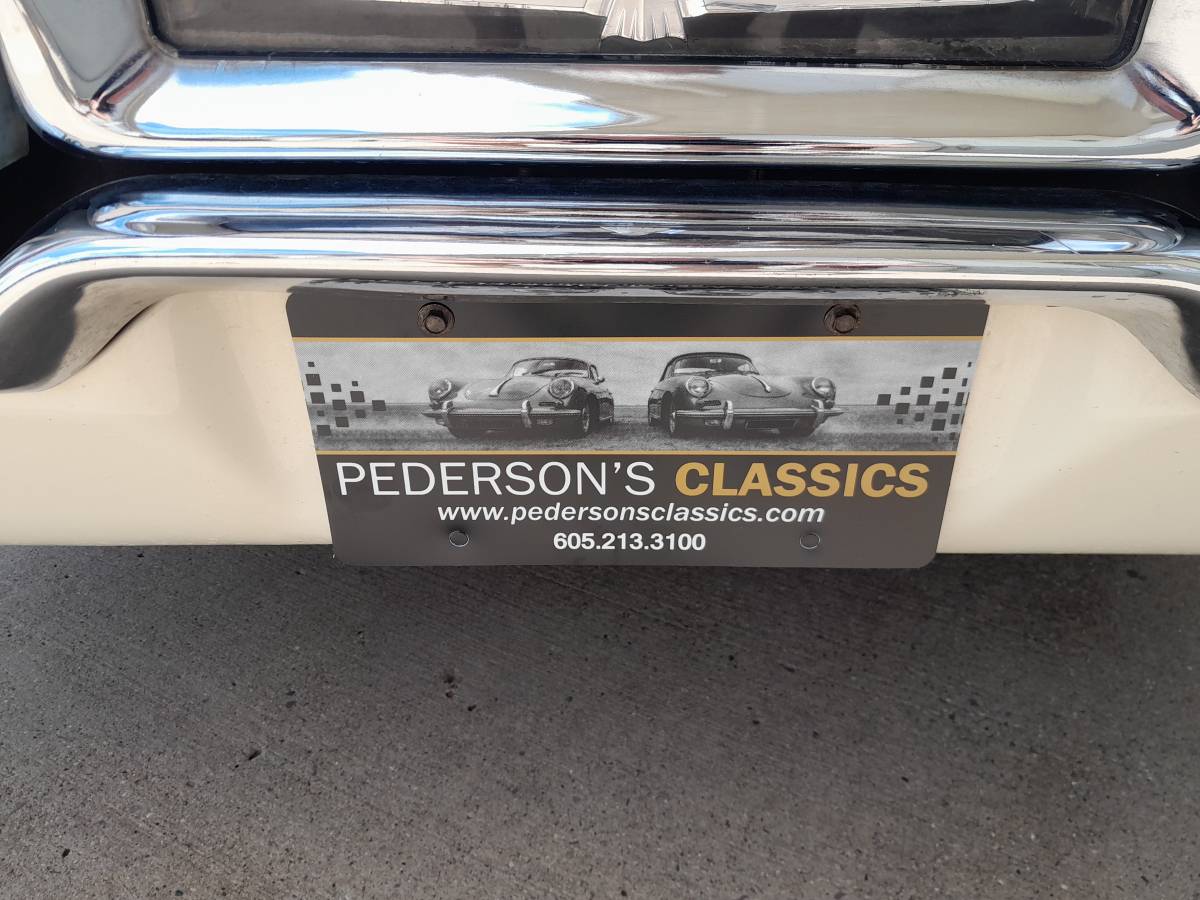 PEDERSON'S CLASSICS
www.pedersonsclassics.com
605.213.3100